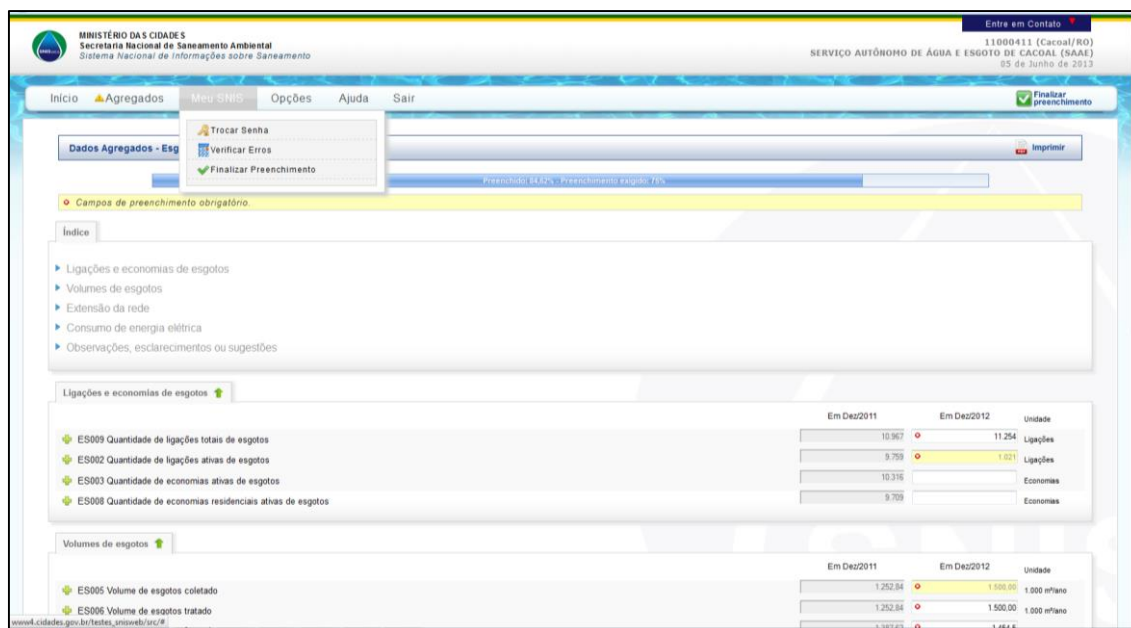 Entre em Contato
MINISTÉRIO DAS CIDADES
Secretaria Nacional de Saneamento Ambiental
Sistema Nacional de Informações sobre Saneamento
11000411 (Cacoal/RO)
SERVIÇO AUTÔNOMO DE ÁGUA E ESGOTO DE CACOAL (SAAE)
05 de Junho de 2013
Início Agregados Meu SNIS Opções Ajuda Sair Finalizar preenchimento
Trocar Senha
Verificar Erros
Finalizar Preenchimento
Dados Agregados - Esg Imprimir
Preenchido: 84,62% - Preenchimento exigido: 75%
Campos de preenchimento obrigatório.
Índice
Ligações e economias de esgotos
Volumes de esgotos
Extensão da rede
Consumo de energia elétrica
Observações, esclarecimentos ou sugestões
Ligações e economias de esgotos
Em Dez/2011 Em Dez/2012 Unidade
ES009 Quantidade de ligações totais de esgotos 10.967 11.254 Ligações
ES002 Quantidade de ligações ativas de esgotos 9.759 1.021 Ligações
ES003 Quantidade de economias ativas de esgotos 10.316 Economias
ES008 Quantidade de economias residenciais ativas de esgotos 9.709 Economias
Volumes de esgotos
Em Dez/2011 Em Dez/2012 Unidade
ES005 Volume de esgotos coletado 1.252,84 1.500,00 1.000 m³/ano
ES006 Volume de esgotos tratado 1.252,84 1.500,00 1.000 m³/ano
www4.cidades.gov.br/testes_snisweb/src/#